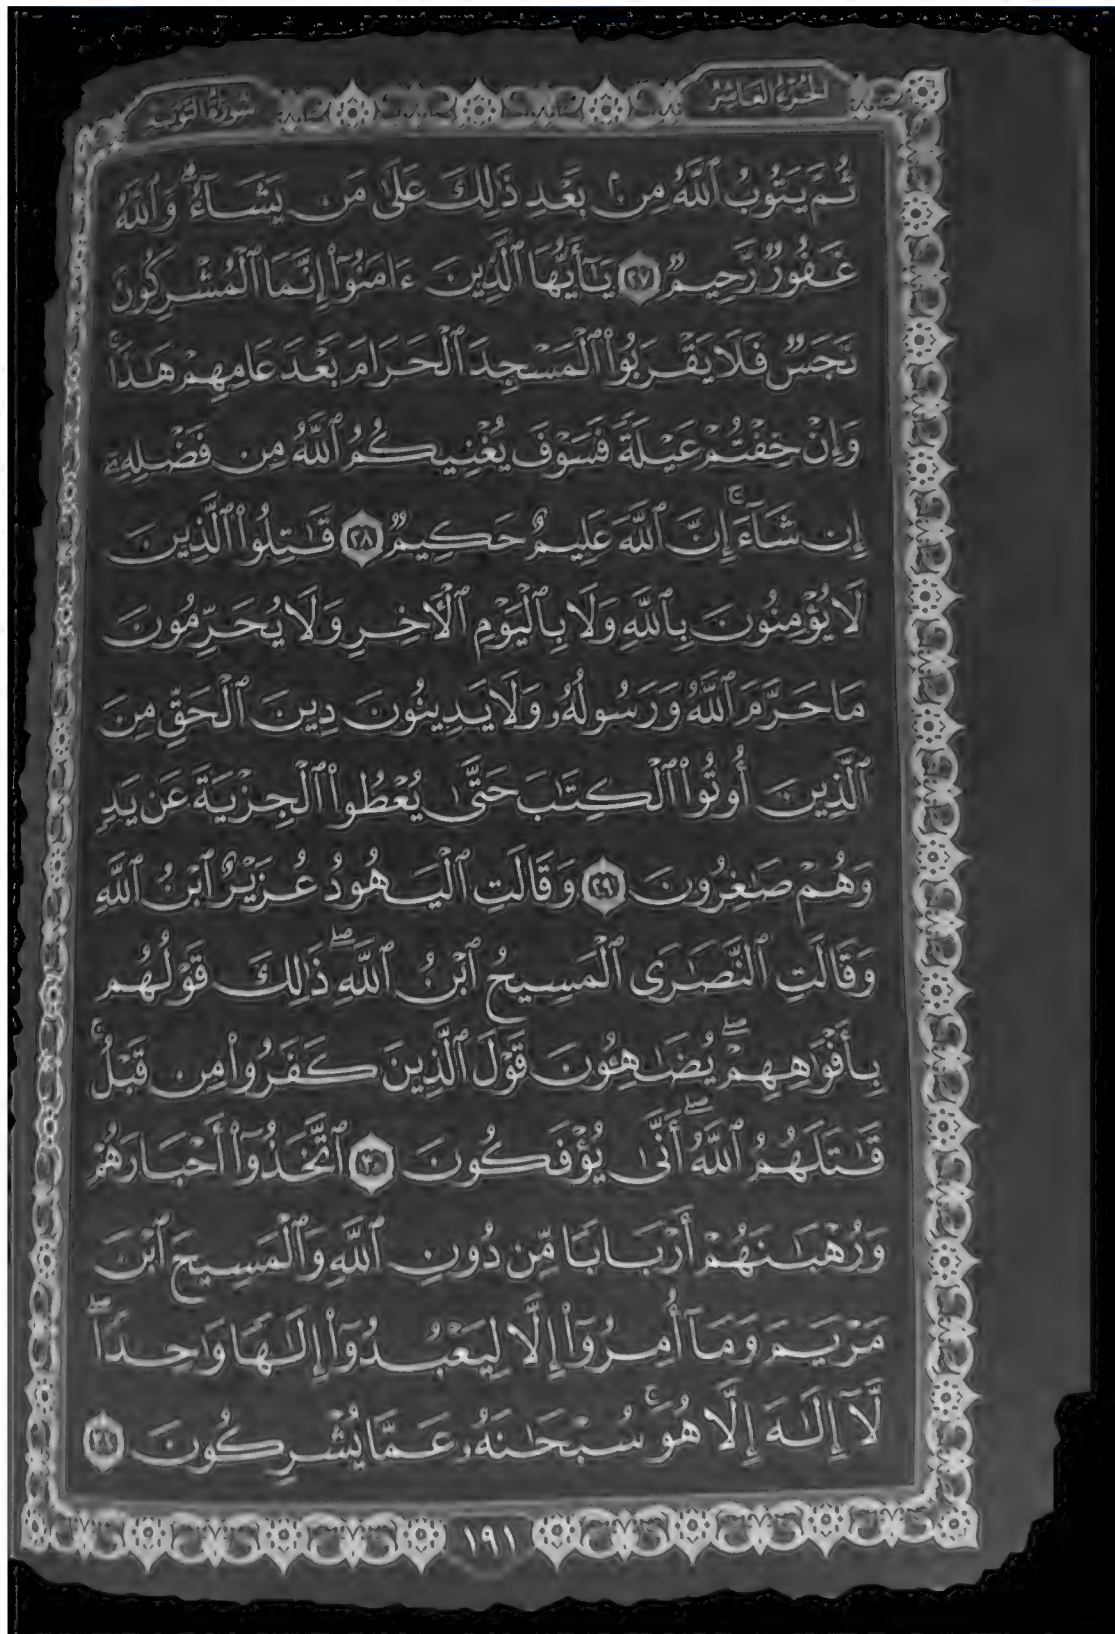 الجزء العاشر
سورة التوبة
ثُمَّ يَتُوبُ ٱللَّهُ مِنۢ بَعْدِ ذَٰلِكَ عَلَىٰ مَن يَشَآءُۗ وَٱللَّهُ
غَفُورٌ رَّحِيمٌ ٢٧ يَٰٓأَيُّهَا ٱلَّذِينَ ءَامَنُوٓا۟ إِنَّمَا ٱلْمُشْرِكُونَ
نَجَسٌ فَلَا يَقْرَبُوا۟ ٱلْمَسْجِدَ ٱلْحَرَامَ بَعْدَ عَامِهِمْ هَٰذَاۚ
وَإِنْ خِفْتُمْ عَيْلَةً فَسَوْفَ يُغْنِيكُمُ ٱللَّهُ مِن فَضْلِهِۦٓ
إِن شَآءَۚ إِنَّ ٱللَّهَ عَلِيمٌ حَكِيمٌ ٢٨ قَٰتِلُوا۟ ٱلَّذِينَ
لَا يُؤْمِنُونَ بِٱللَّهِ وَلَا بِٱلْيَوْمِ ٱلْـَٔاخِرِ وَلَا يُحَرِّمُونَ
مَا حَرَّمَ ٱللَّهُ وَرَسُولُهُۥ وَلَا يَدِينُونَ دِينَ ٱلْحَقِّ مِنَ
ٱلَّذِينَ أُوتُوا۟ ٱلْكِتَٰبَ حَتَّىٰ يُعْطُوا۟ ٱلْجِزْيَةَ عَن يَدٍ
وَهُمْ صَٰغِرُونَ ٢٩ وَقَالَتِ ٱلْيَهُودُ عُزَيْرٌ ٱبْنُ ٱللَّهِ
وَقَالَتِ ٱلنَّصَٰرَى ٱلْمَسِيحُ ٱبْنُ ٱللَّهِۖ ذَٰلِكَ قَوْلُهُم
بِأَفْوَٰهِهِمْۖ يُضَٰهِـُٔونَ قَوْلَ ٱلَّذِينَ كَفَرُوا۟ مِن قَبْلُۚ
قَٰتَلَهُمُ ٱللَّهُۖ أَنَّىٰ يُؤْفَكُونَ ٣٠ ٱتَّخَذُوٓا۟ أَحْبَارَهُمْ
وَرُهْبَٰنَهُمْ أَرْبَابًا مِّن دُونِ ٱللَّهِ وَٱلْمَسِيحَ ٱبْنَ
مَرْيَمَ وَمَآ أُمِرُوٓا۟ إِلَّا لِيَعْبُدُوٓا۟ إِلَٰهًا وَٰحِدًاۖ
لَّآ إِلَٰهَ إِلَّا هُوَۚ سُبْحَٰنَهُۥ عَمَّا يُشْرِكُونَ
١٩١